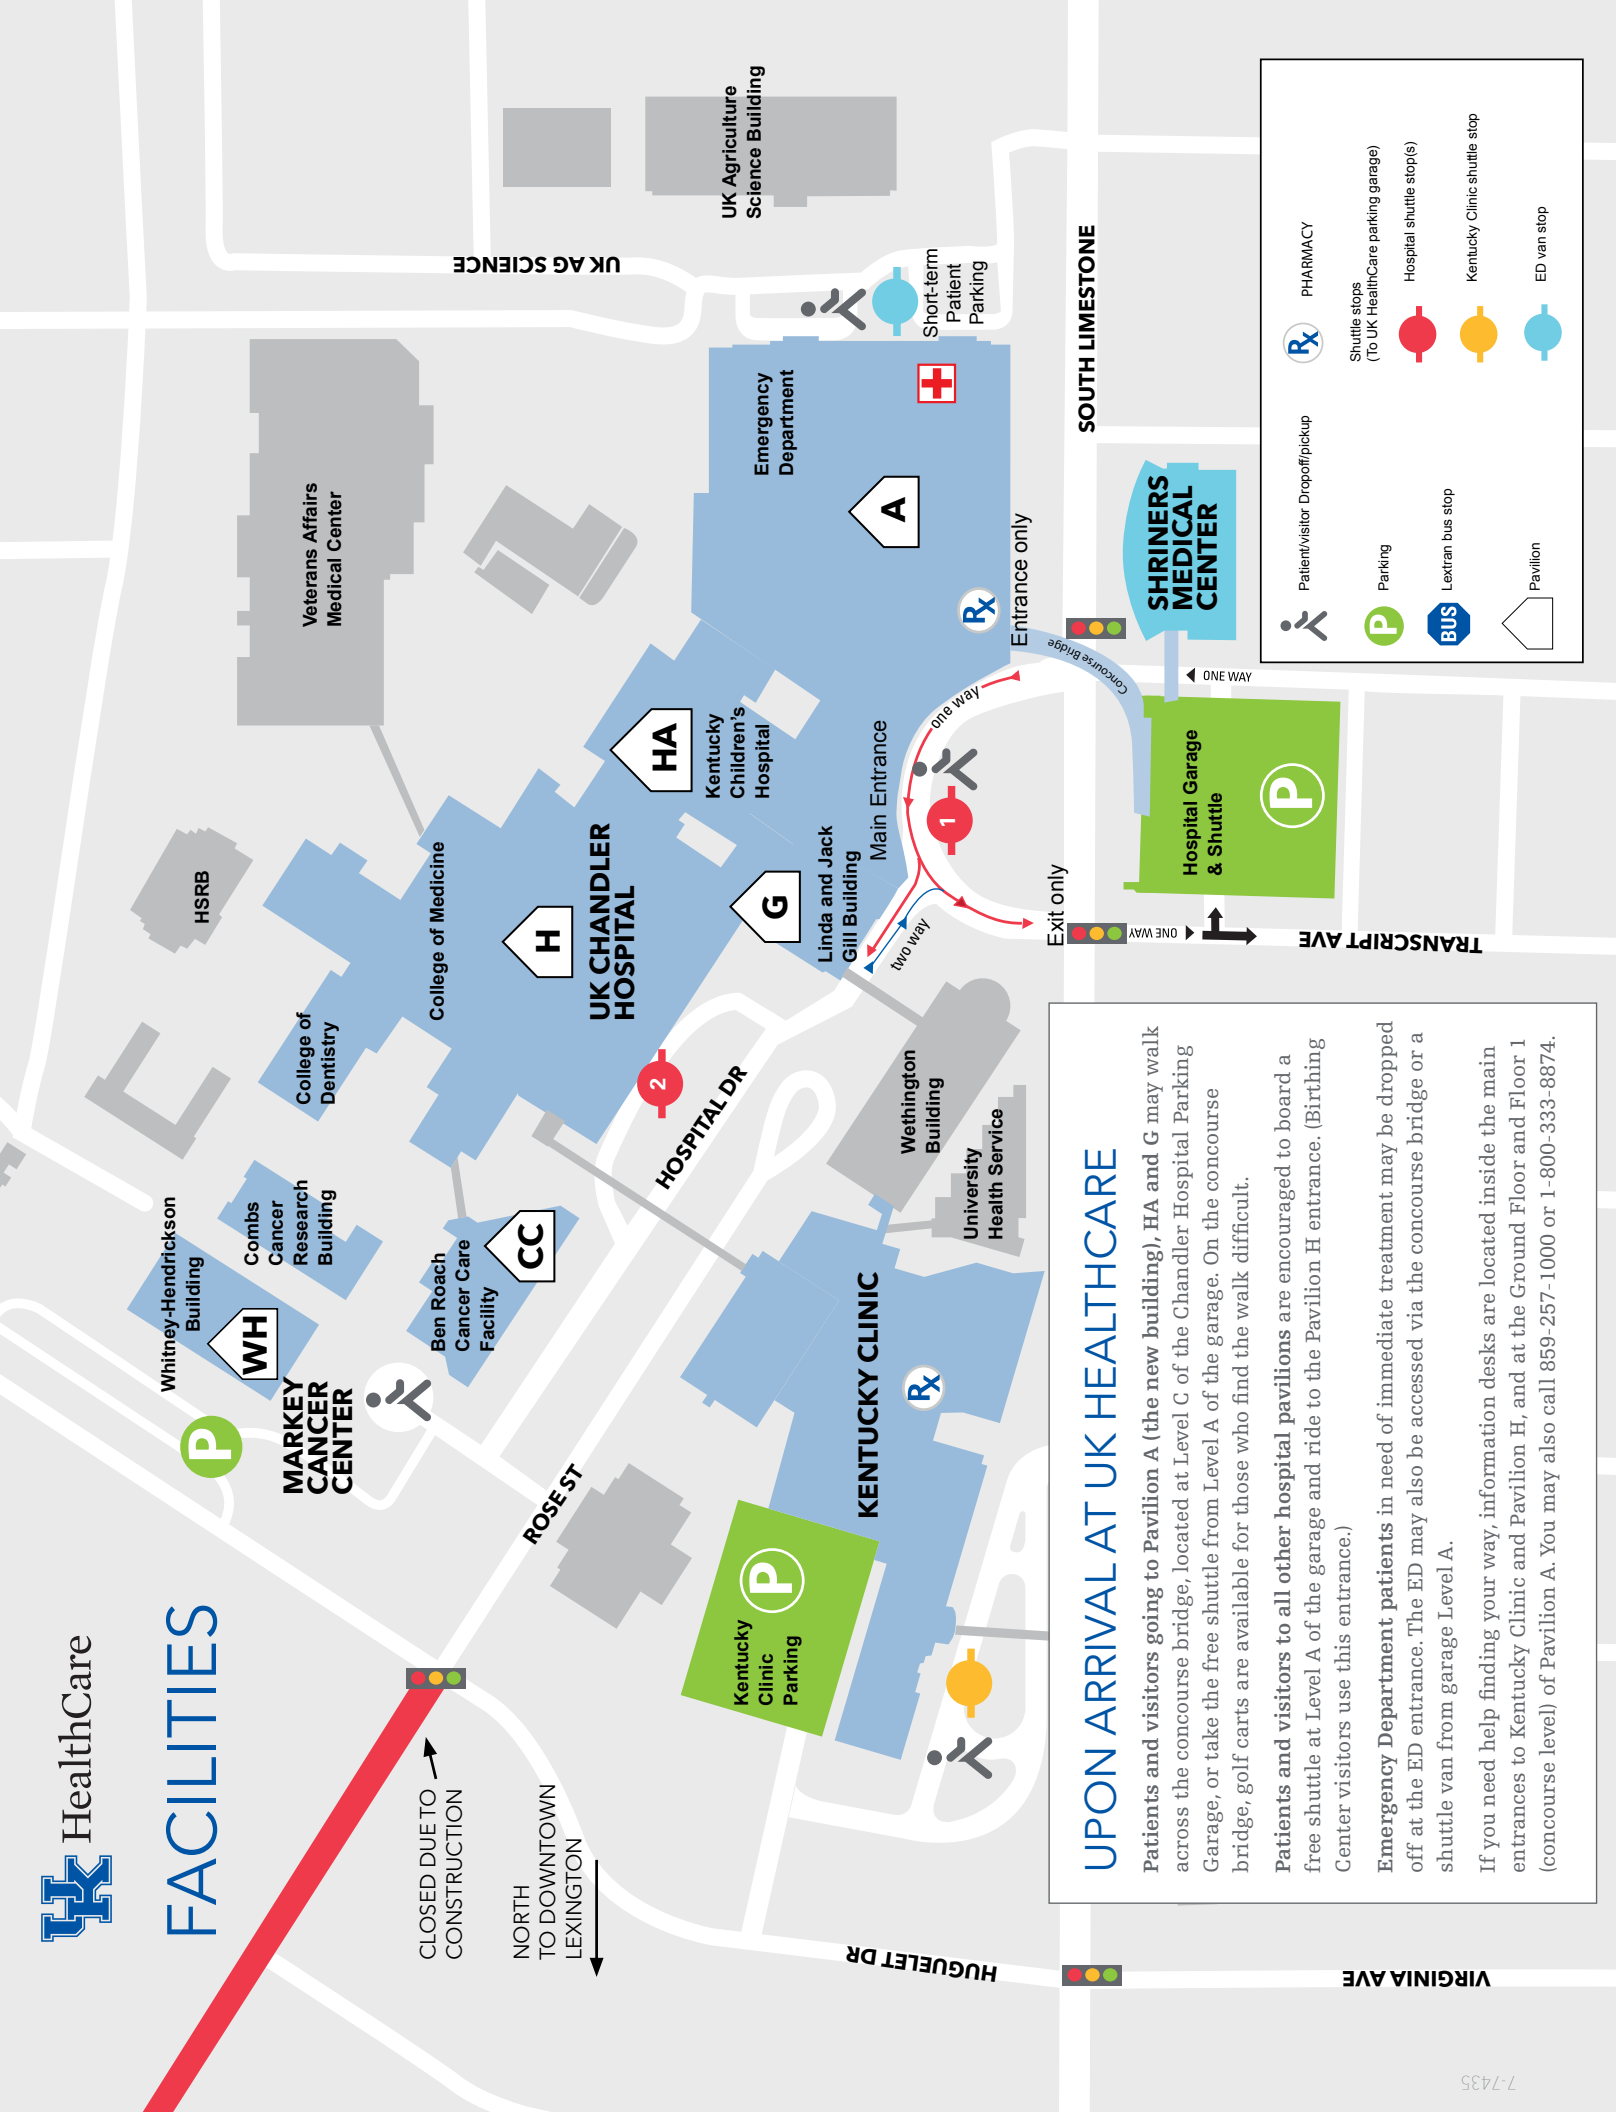 UK HealthCare
FACILITIES
CLOSED DUE TO
CONSTRUCTION
NORTH
TO DOWNTOWN
LEXINGTON
Whitney-Hendrickson
Building
WH
P
MARKEY
CANCER
CENTER
Combs
Cancer
Research
Building
Ben Roach
Cancer Care
Facility
CC
ROSE ST
HOSPITAL DR
HSRB
College of
Dentistry
College of Medicine
H
UK CHANDLER
HOSPITAL
2
Veterans Affairs
Medical Center
HA
Kentucky
Children's
Hospital
G
Linda and Jack
Gill Building
Main Entrance
UK AG SCIENCE
UK Agriculture
Science Building
Emergency
Department
A
Short-term
Patient
Parking
Rx
Entrance only
Concourse Bridge
one way
1
two way
Exit only
Kentucky
Clinic
Parking
P
KENTUCKY CLINIC
Rx
Wethington
Building
University
Health Service
HUGUELET DR
VIRGINIA AVE
SOUTH LIMESTONE
SHRINERS
MEDICAL
CENTER
ONE WAY
Hospital Garage
& Shuttle
P
ONE WAY
TRANSCRIPT AVE
UPON ARRIVAL AT UK HEALTHCARE
Patients and visitors going to Pavilion A (the new building), HA and G may walk
across the concourse bridge, located at Level C of the Chandler Hospital Parking
Garage, or take the free shuttle from Level A of the garage. On the concourse
bridge, golf carts are available for those who find the walk difficult.
Patients and visitors to all other hospital pavilions are encouraged to board a
free shuttle at Level A of the garage and ride to the Pavilion H entrance. (Birthing
Center visitors use this entrance.)
Emergency Department patients in need of immediate treatment may be dropped
off at the ED entrance. The ED may also be accessed via the concourse bridge or a
shuttle van from garage Level A.
If you need help finding your way, information desks are located inside the main
entrances to Kentucky Clinic and Pavilion H, and at the Ground Floor and Floor 1
(concourse level) of Pavilion A. You may also call 859-257-1000 or 1-800-333-8874.
Patient/visitor Dropoff/pickup
P Parking
BUS Lextran bus stop
Pavilion
Rx PHARMACY
Shuttle stops
(To UK HealthCare parking garage)
Hospital shuttle stop(s)
Kentucky Clinic shuttle stop
ED van stop
7-7435